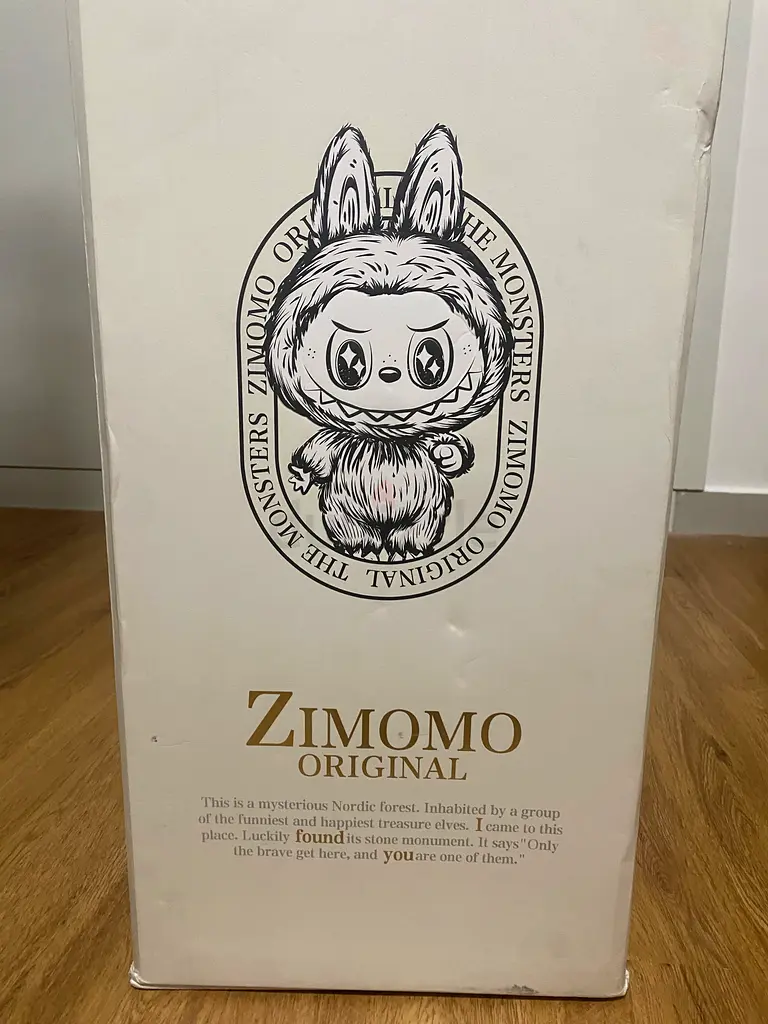 ZIMOMO ORI THE MONSTERS ZIMOMO ORIGINAL THE MONSTERS
ZIMOMO
ORIGINAL
This is a mysterious Nordic forest. Inhabited by a group
of the funniest and happiest treasure elves. I came to this
place. Luckily found its stone monument. It says"Only
the brave get here, and you are one of them."